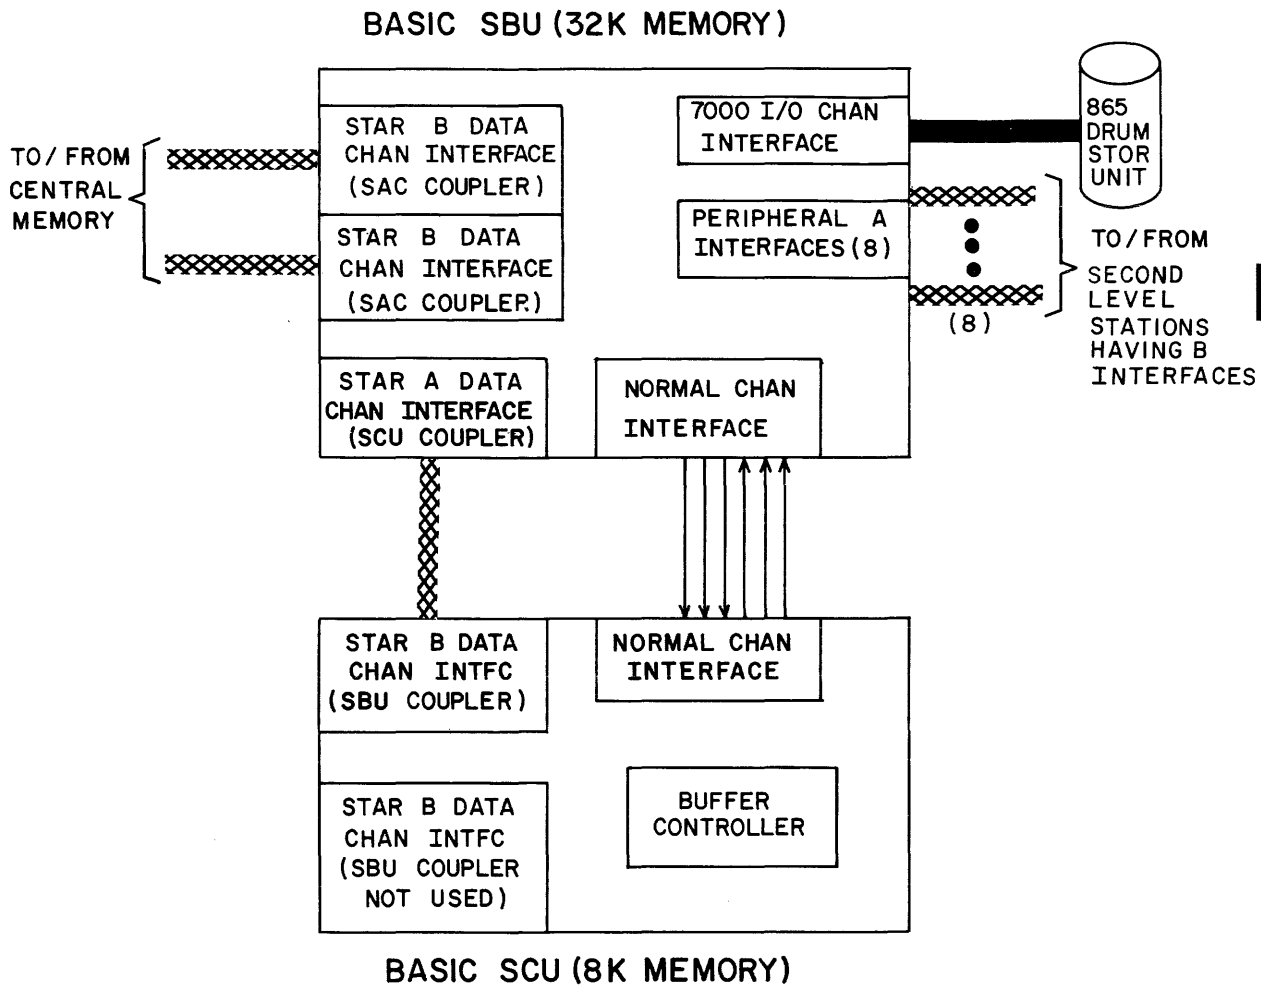 BASIC SBU (32K MEMORY)
TO/FROM
CENTRAL
MEMORY
STAR B DATA
CHAN INTERFACE
(SAC COUPLER)
STAR B DATA
CHAN INTERFACE
(SAC COUPLER)
7000 I/O CHAN
INTERFACE
865
DRUM
STOR
UNIT
PERIPHERAL A
INTERFACES (8)
(8)
TO/FROM
SECOND
LEVEL
STATIONS
HAVING B
INTERFACES
STAR A DATA
CHAN INTERFACE
(SCU COUPLER)
NORMAL CHAN
INTERFACE
STAR B DATA
CHAN INTFC
(SBU COUPLER)
NORMAL CHAN
INTERFACE
STAR B DATA
CHAN INTFC
(SBU COUPLER
NOT USED)
BUFFER
CONTROLLER
BASIC SCU (8K MEMORY)